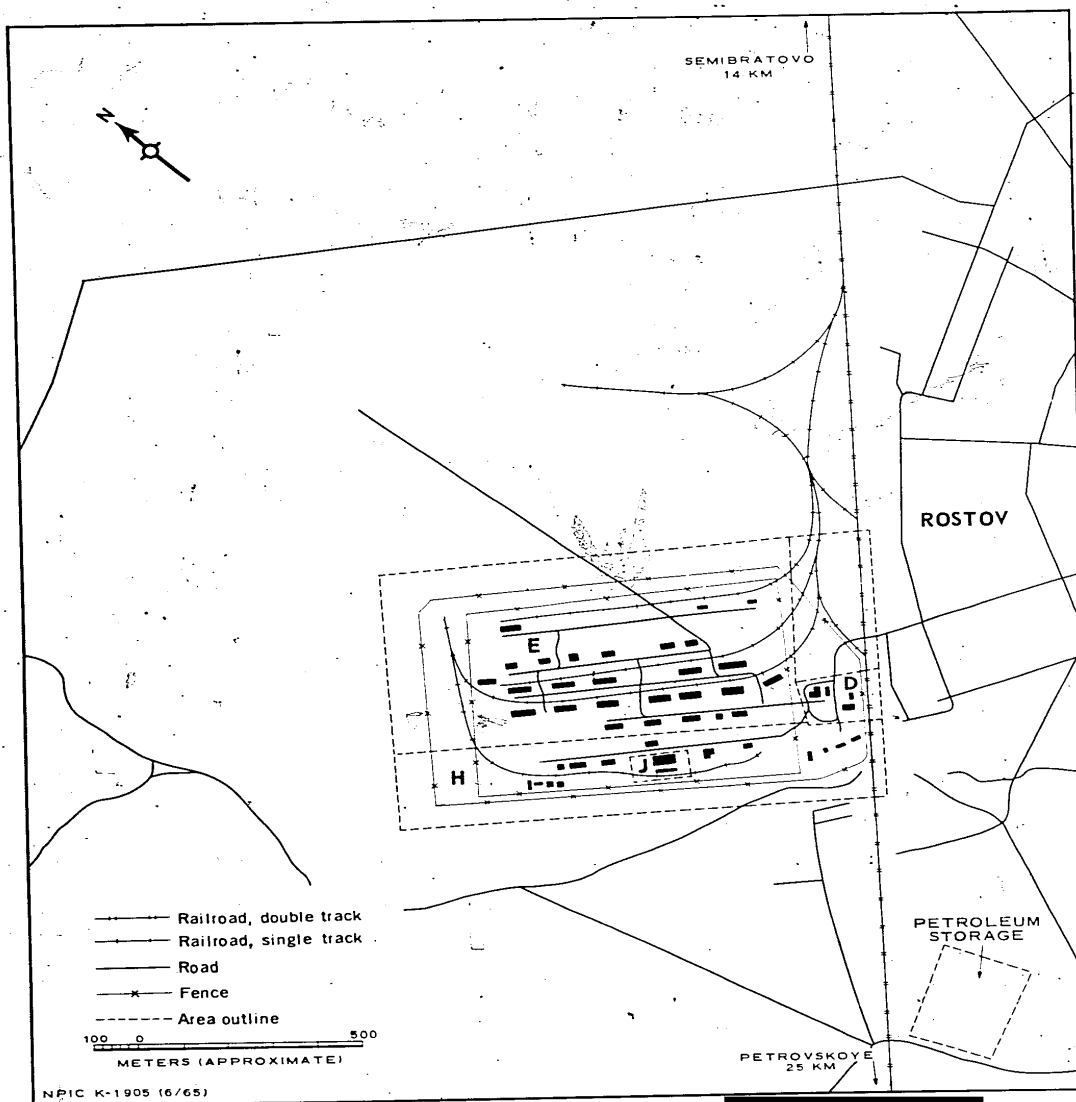 SEMIBRATOVO
14 KM
N
ROSTOV
E
D
H
J
F
Railroad, double track
Railroad, single track
Road
Fence
Area outline
100 0 500
METERS (APPROXIMATE)
PETROLEUM
STORAGE
PETROVSKOYE
25 KM
NPIC K-1905 (6/65)